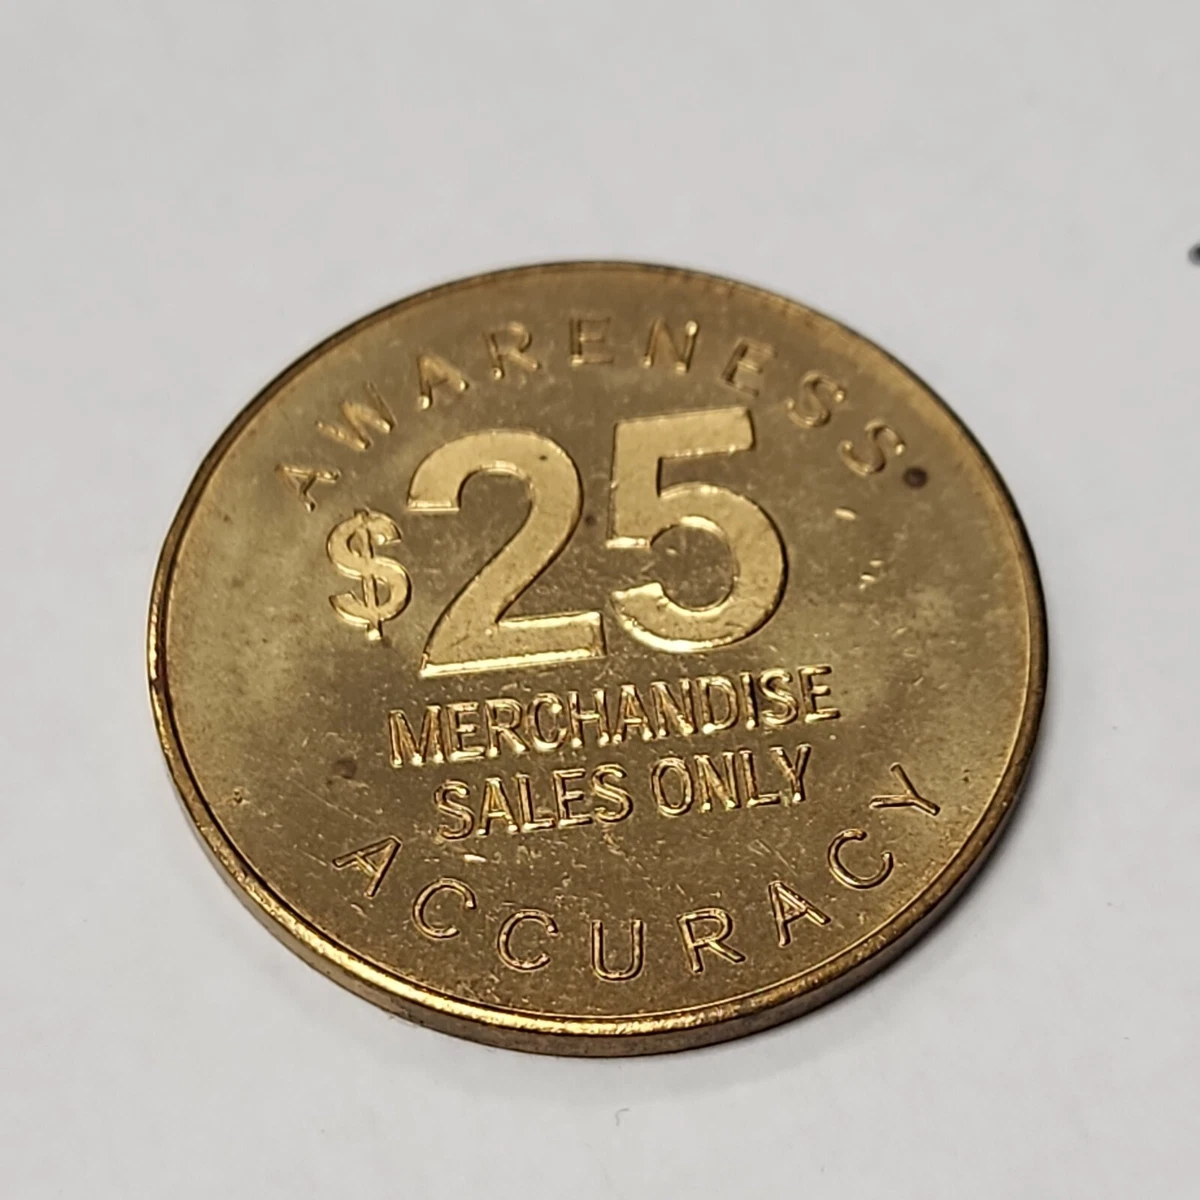 AWARENESS
$25
MERCHANDISE
SALES ONLY
ACCURACY